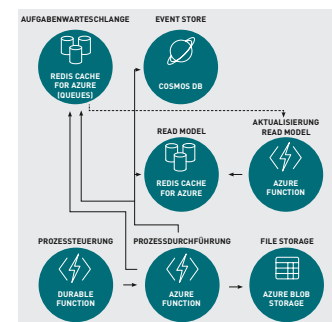 AUFGABENWARTESCHLANGE
EVENT STORE
REDIS CACHE
FOR AZURE
(QUEUES)
COSMOS DB
READ MODEL
AKTUALISIERUNG
READ MODEL
REDIS CACHE
FOR AZURE
AZURE
FUNCTION
PROZESSTEUERUNG
PROZESSDURCHFÜHRUNG
FILE STORAGE
DURABLE
FUNCTION
AZURE
FUNCTION
AZURE BLOB
STORAGE